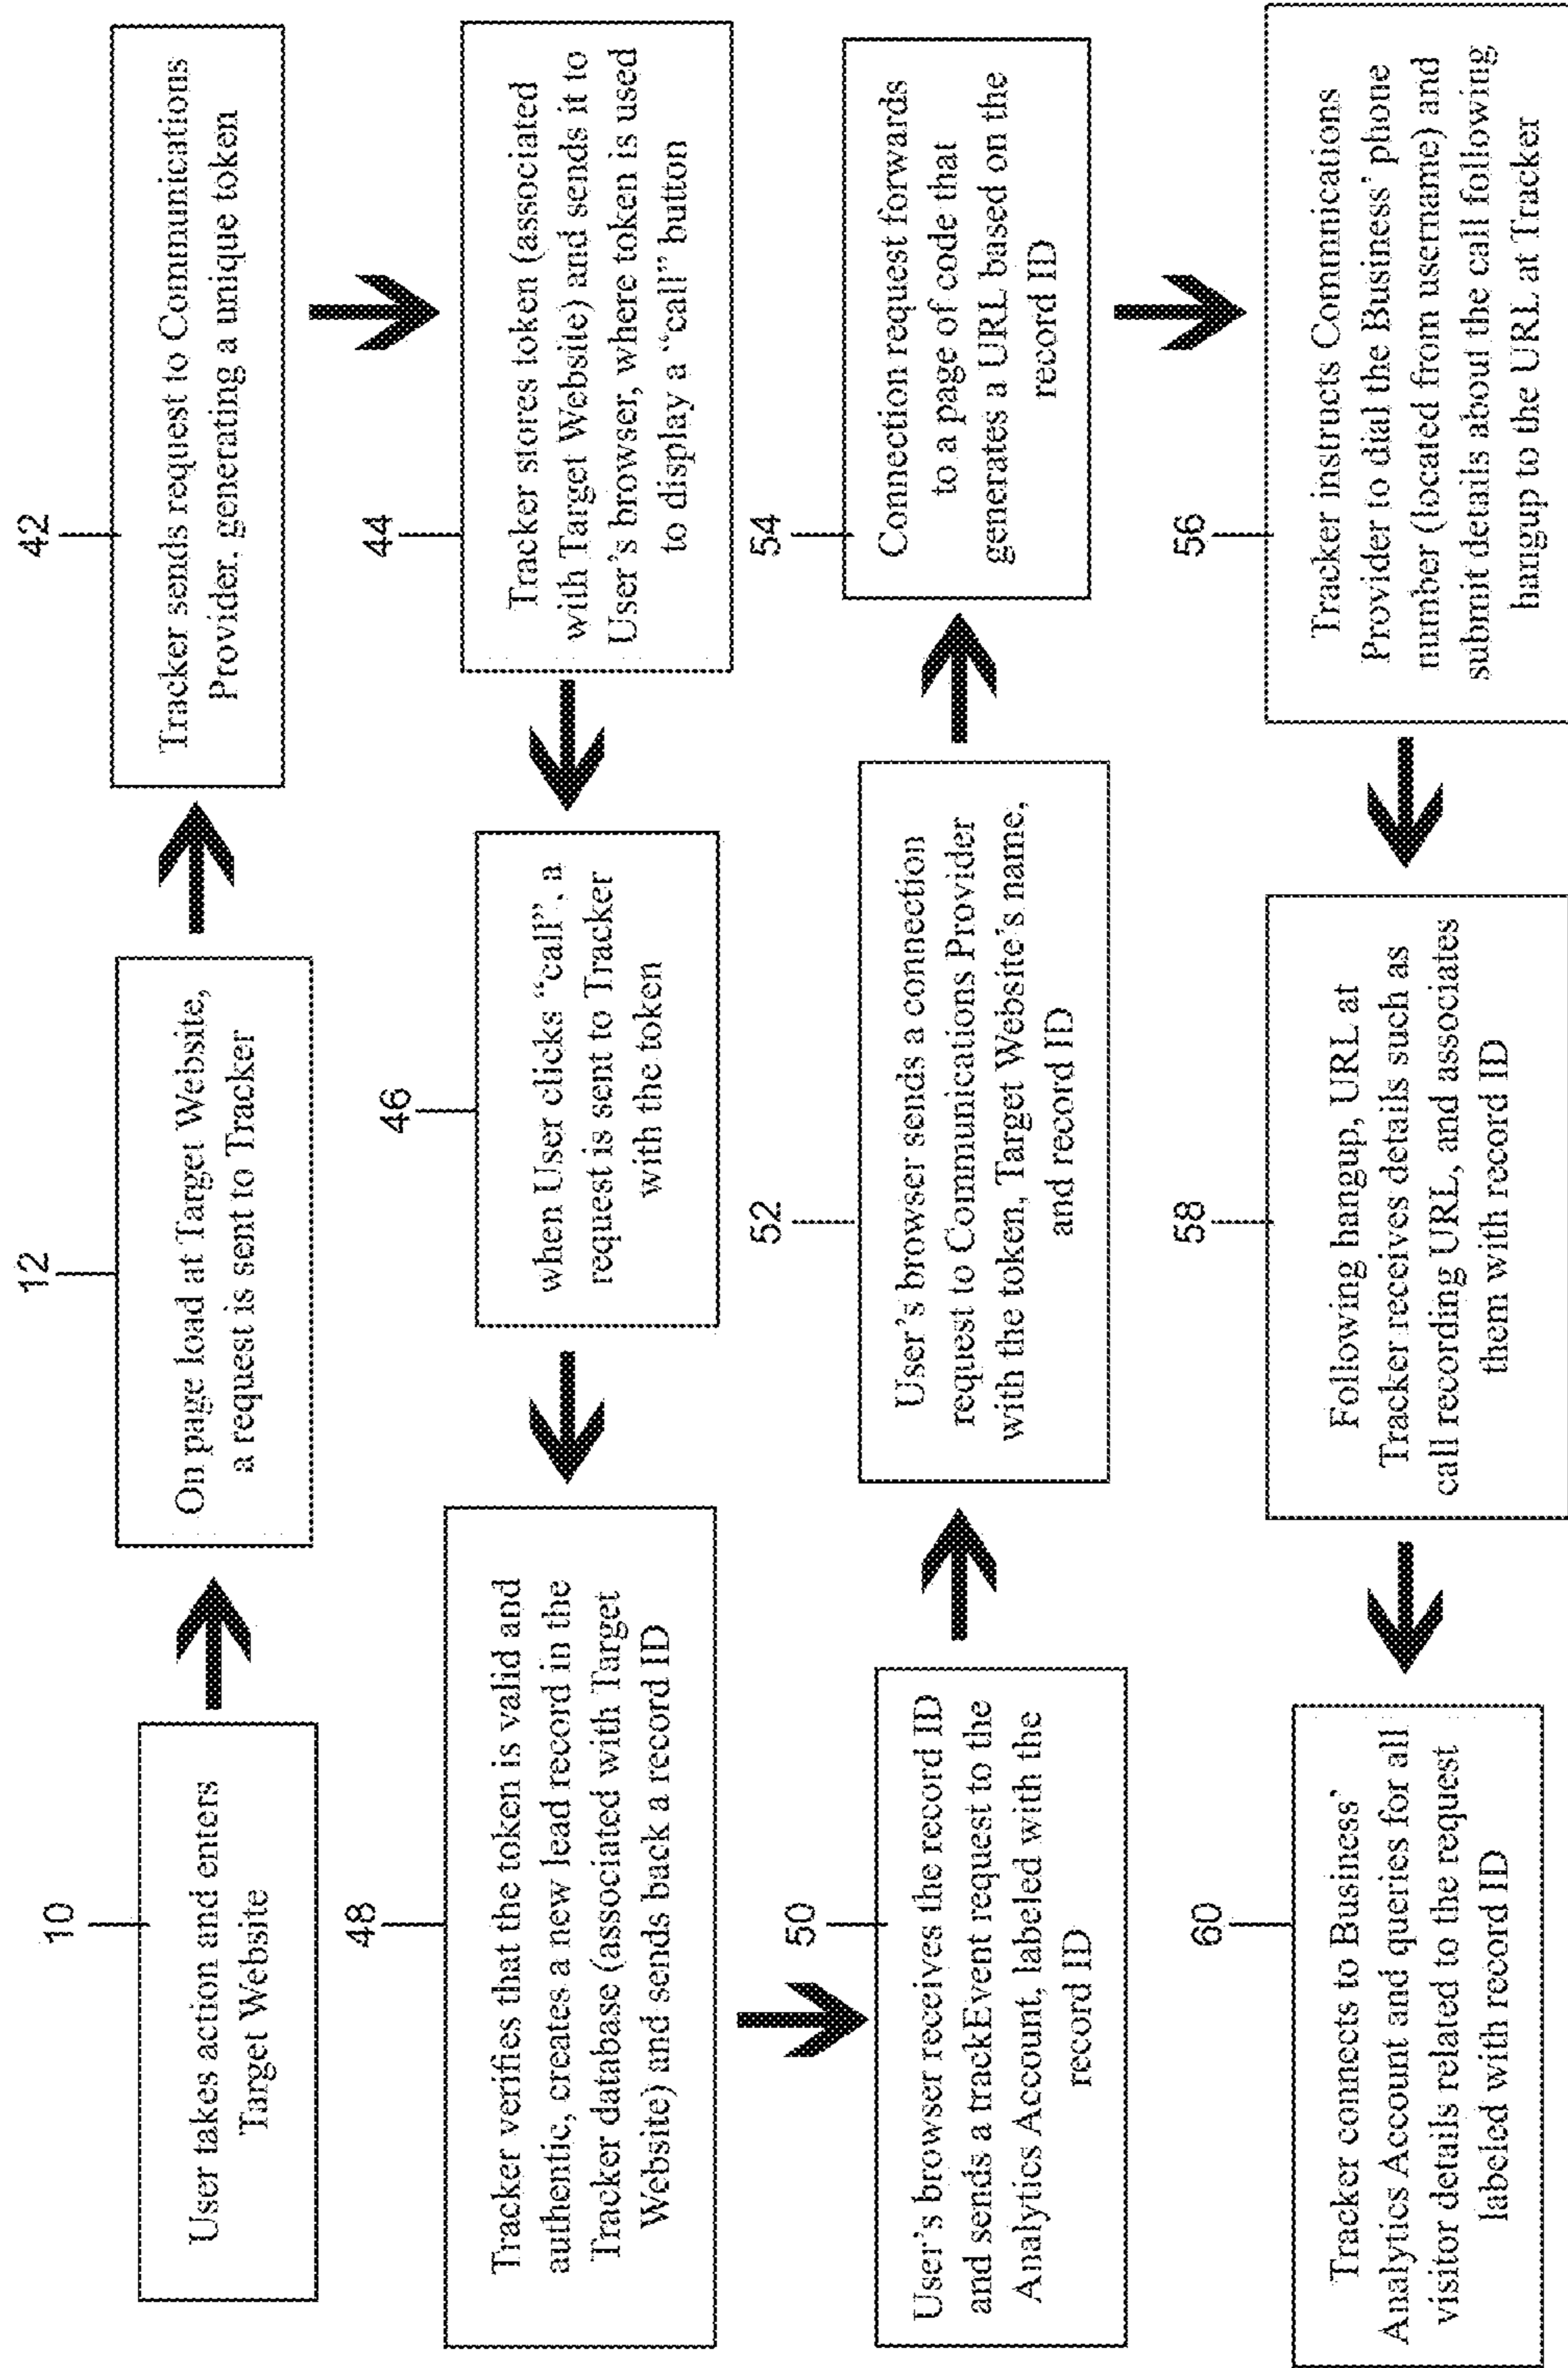 10
User takes action and enters
Target Website
12
On page load at Target Website,
a request is sent to Tracker
42
Tracker sends request to Communications
Provider, generating a unique token
44
Tracker stores token (associated
with Target Website) and sends it to
User's browser, where token is used
to display a “call” button
46
when User clicks “call”, a
request is sent to Tracker
with the token
48
Tracker verifies that the token is valid and
authentic, creates a new lead record in the
Tracker database (associated with Target
Website) and sends back a record ID
50
User's browser receives the record ID
and sends a trackEvent request to the
Analytics Account, labeled with the
record ID
52
User's browser sends a connection
request to Communications Provider
with the token, Target Website's name,
and record ID
54
Connection request forwards
to a page of code that
generates a URL based on the
record ID
56
Tracker instructs Communications
Provider to dial the Business' phone
number (located from username) and
submit details about the call following
hangup to the URL at Tracker
58
Following hangup, URL at
Tracker receives details such as
call recording URL, and associates
them with record ID
60
Tracker connects to Business'
Analytics Account and queries for all
visitor details related to the request
labeled with record ID